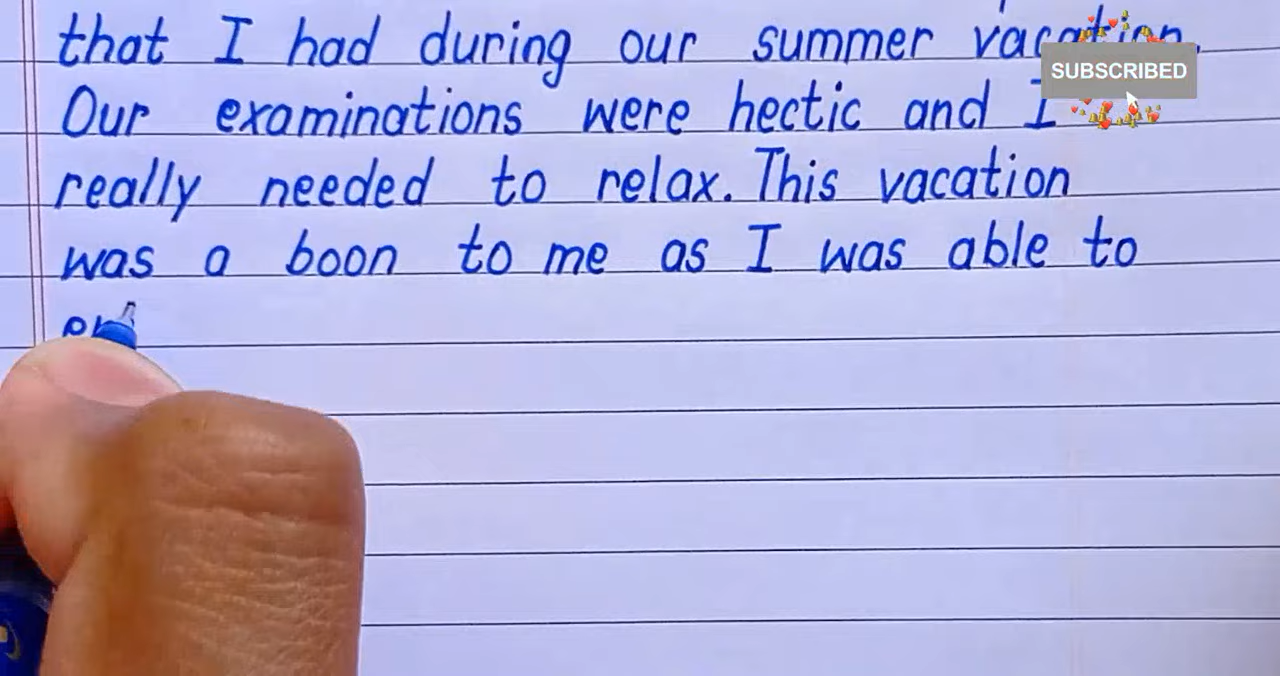 that I had during our summer vacation.
SUBSCRIBED
Our examinations were hectic and I
really needed to relax. This vacation
was a boon to me as I was able to